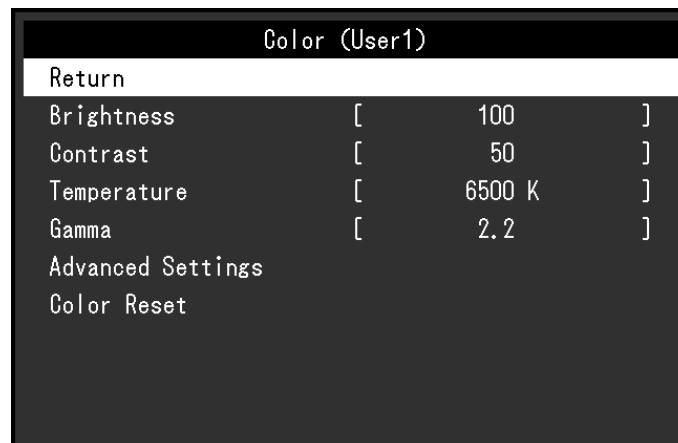 Color (User1)
Return
Brightness [ 100 ]
Contrast [ 50 ]
Temperature [ 6500 K ]
Gamma [ 2.2 ]
Advanced Settings
Color Reset